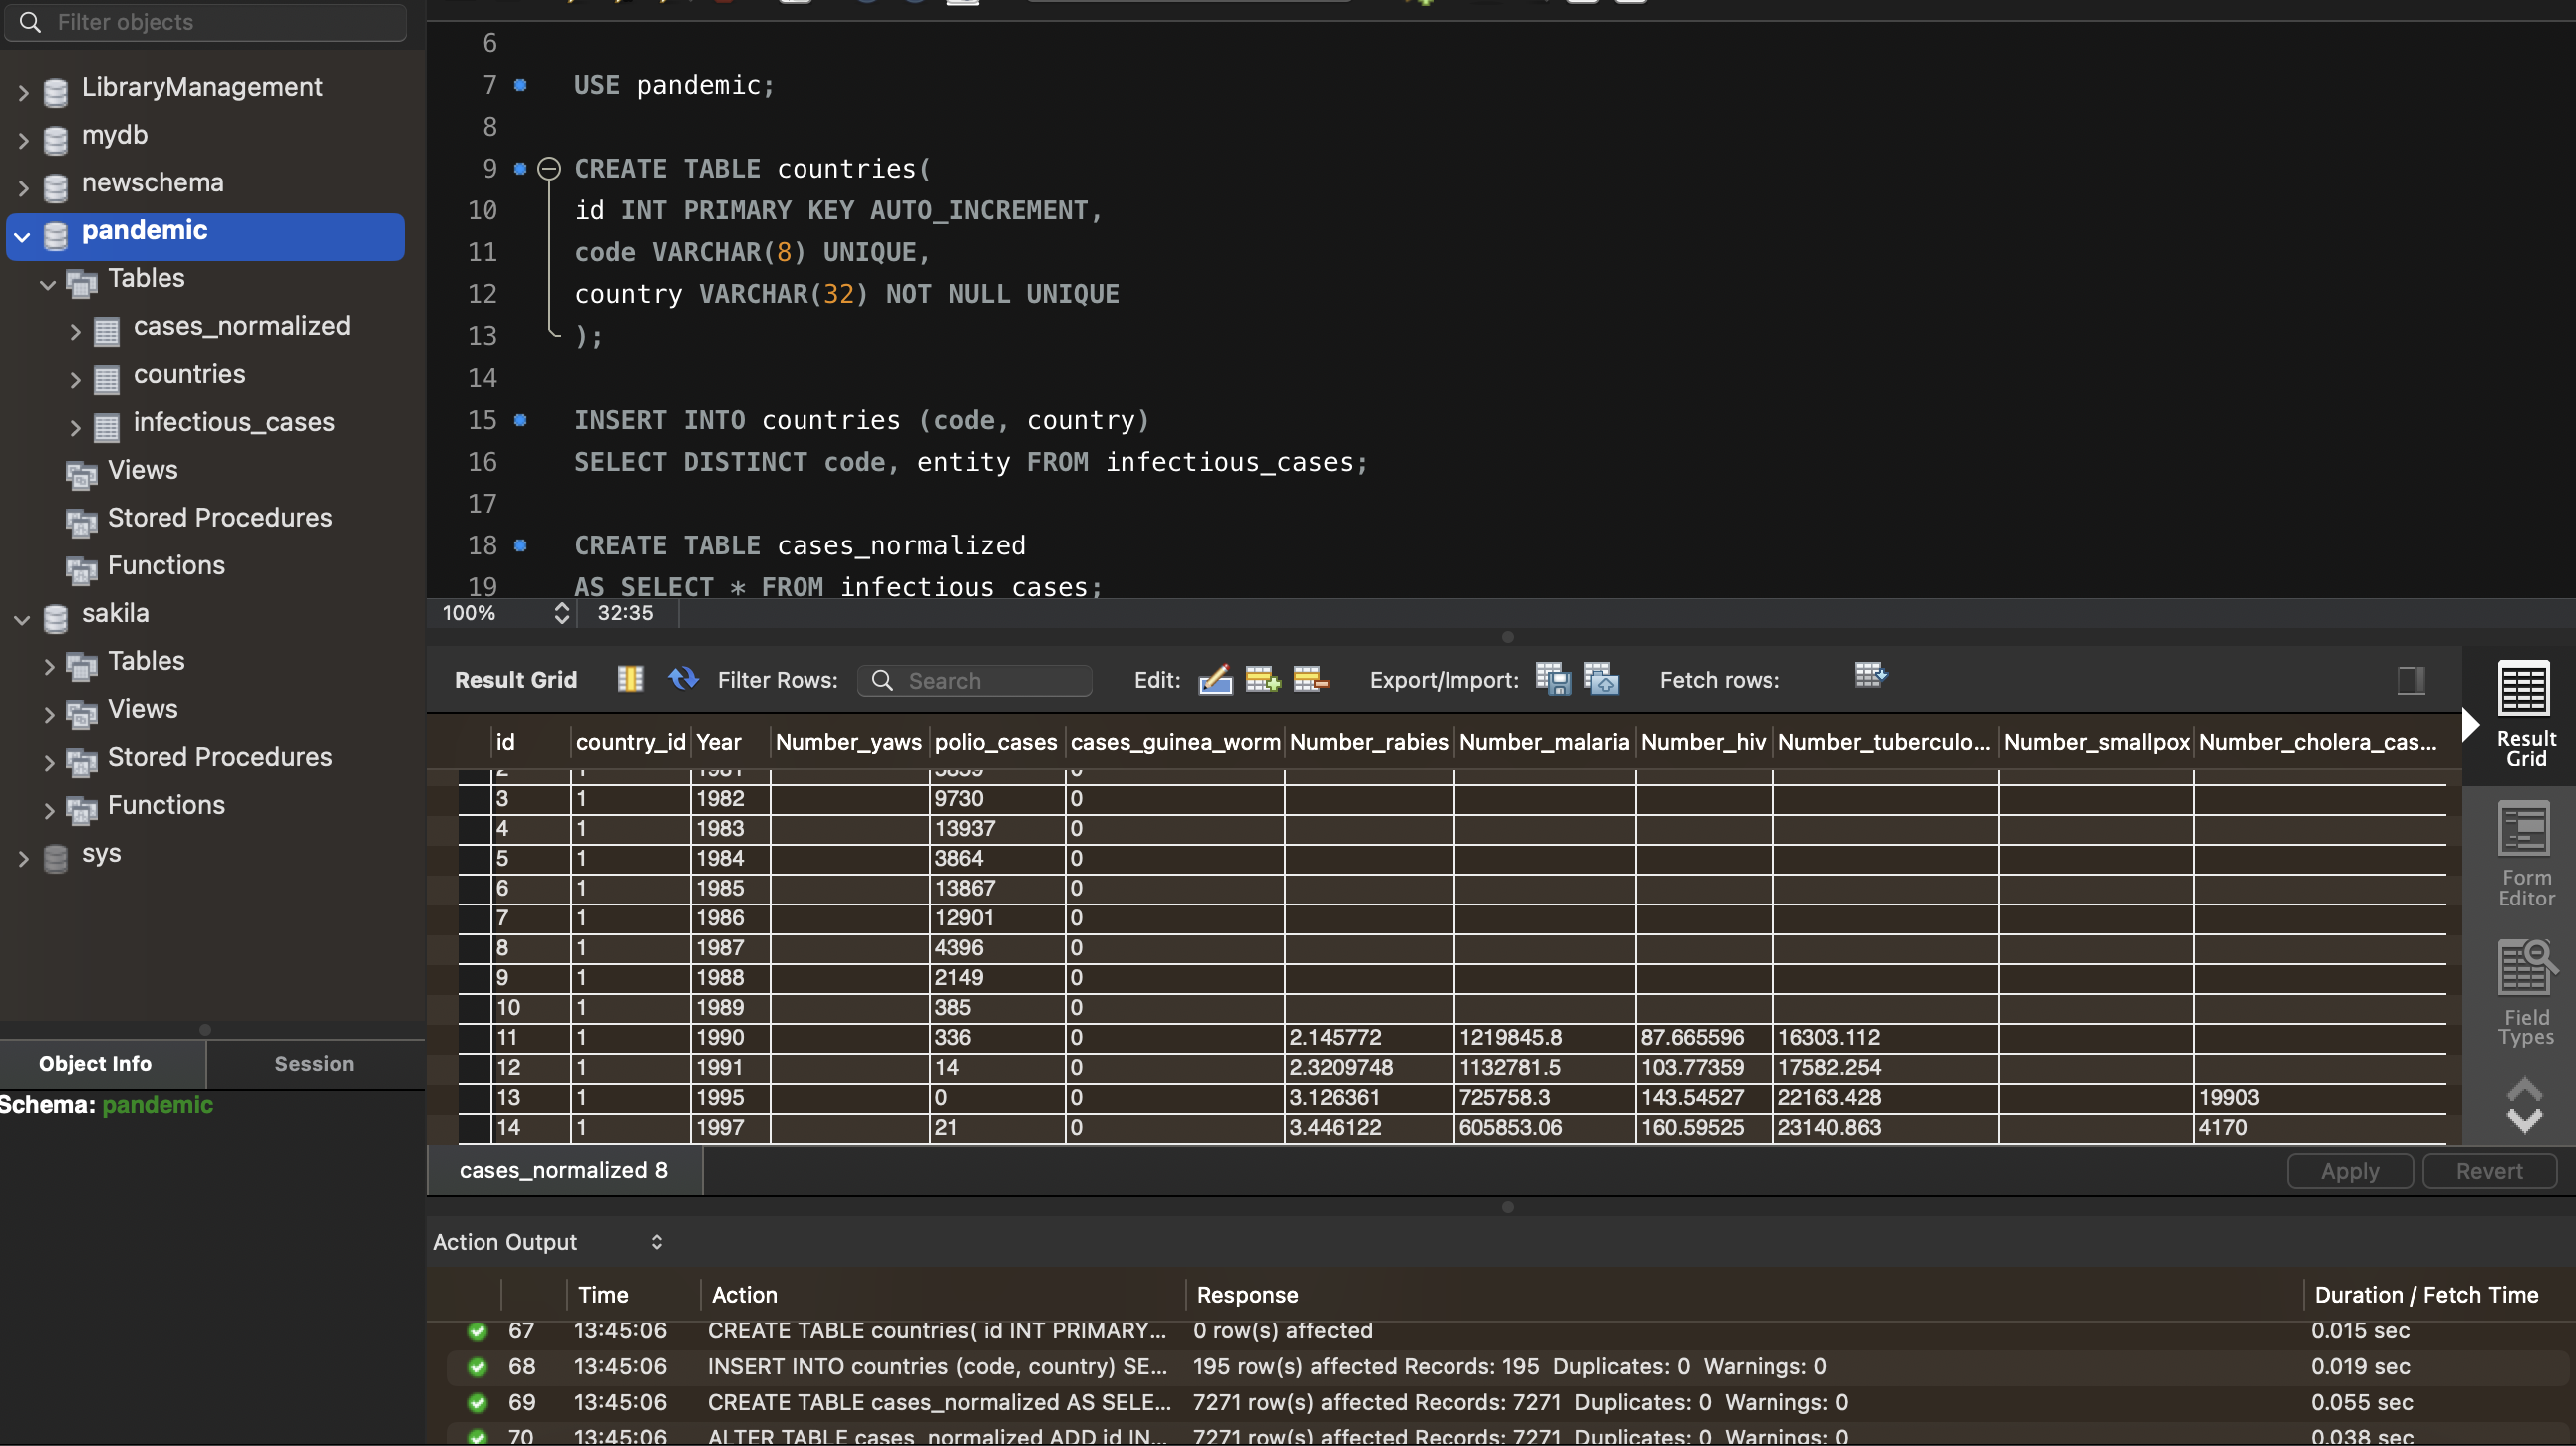 Filter objects
LibraryManagement
mydb
newschema
pandemic
Tables
cases_normalized
countries
infectious_cases
Views
Stored Procedures
Functions
sakila
Tables
Views
Stored Procedures
Functions
sys
Object Info Session
Schema: pandemic
6
7 USE pandemic;
8
9 CREATE TABLE countries(
10 id INT PRIMARY KEY AUTO_INCREMENT,
11 code VARCHAR(8) UNIQUE,
12 country VARCHAR(32) NOT NULL UNIQUE
13 );
14
15 INSERT INTO countries (code, country)
16 SELECT DISTINCT code, entity FROM infectious_cases;
17
18 CREATE TABLE cases_normalized
19 AS SELECT * FROM infectious_cases;
100% 32:35
Result Grid Filter Rows: Search Edit: Export/Import: Fetch rows:
id country_id Year Number_yaws polio_cases cases_guinea_worm Number_rabies Number_malaria Number_hiv Number_tuberculo... Number_smallpox Number_cholera_cas...
2 1 1981 0
3 1 1982 9730 0
4 1 1983 13937 0
5 1 1984 3864 0
6 1 1985 13867 0
7 1 1986 12901 0
8 1 1987 4396 0
9 1 1988 2149 0
10 1 1989 385 0
11 1 1990 336 0 2.145772 1219845.8 87.665596 16303.112
12 1 1991 14 0 2.3209748 1132781.5 103.77359 17582.254
13 1 1995 0 0 3.126361 725758.3 143.54527 22163.428 19903
14 1 1997 21 0 3.446122 605853.06 160.59525 23140.863 4170
Result Grid
Form Editor
Field Types
cases_normalized 8 Apply Revert
Action Output
Time Action Response Duration / Fetch Time
67 13:45:06 CREATE TABLE countries( id INT PRIMARY... 0 row(s) affected 0.015 sec
68 13:45:06 INSERT INTO countries (code, country) SE... 195 row(s) affected Records: 195 Duplicates: 0 Warnings: 0 0.019 sec
69 13:45:06 CREATE TABLE cases_normalized AS SELE... 7271 row(s) affected Records: 7271 Duplicates: 0 Warnings: 0 0.055 sec
70 13:45:06 ALTER TABLE cases_normalized ADD id IN... 7271 row(s) affected Records: 7271 Duplicates: 0 Warnings: 0 0.038 sec